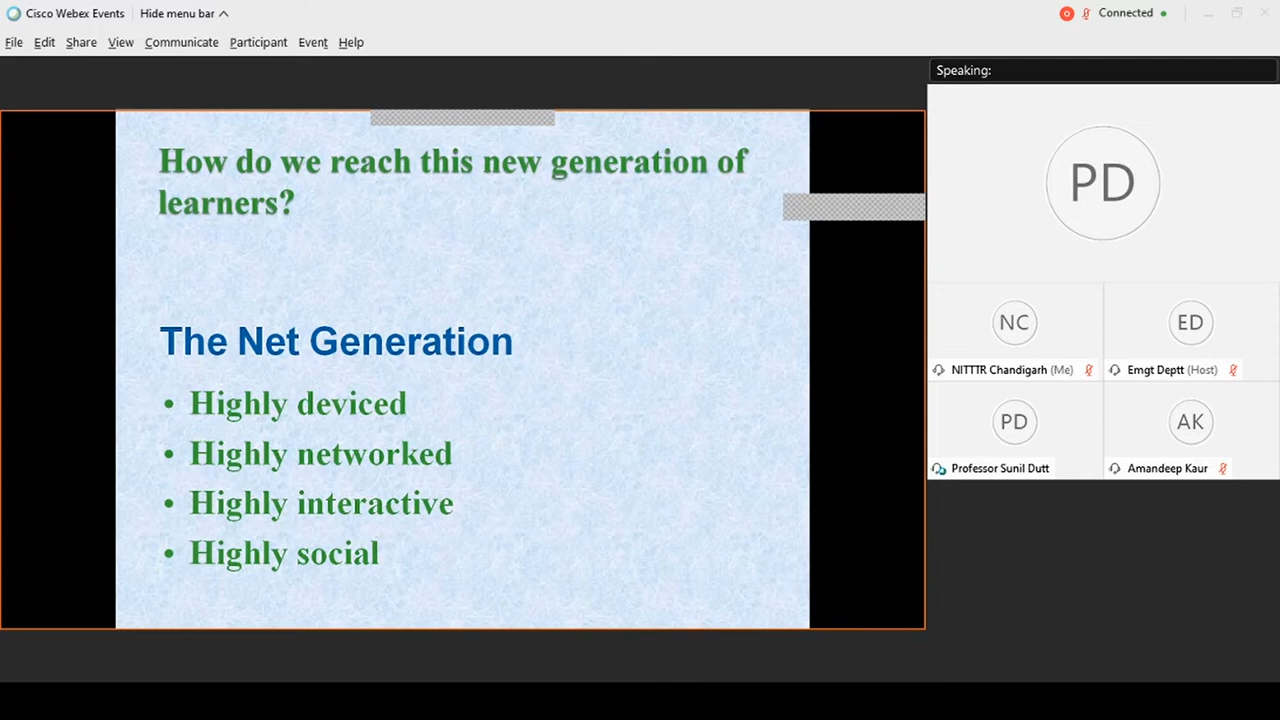 Cisco Webex Events
Hide menu bar
Connected
File Edit Share View Communicate Participant Event Help
Speaking:
How do we reach this new generation of
learners?
The Net Generation
• Highly deviced
• Highly networked
• Highly interactive
• Highly social
PD
NC
ED
NITTTR Chandigarh (Me)
Emgt Deptt (Host)
PD
AK
Professor Sunil Dutt
Amandeep Kaur